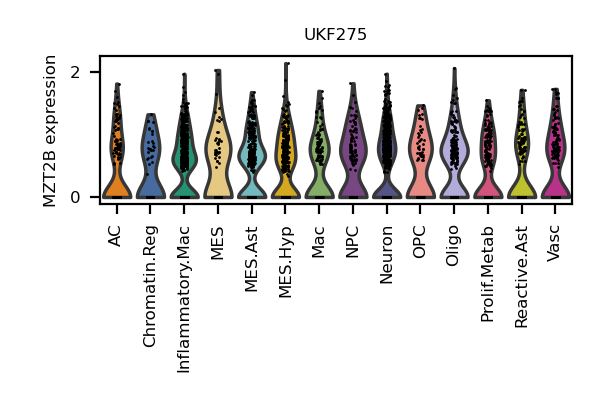 UKF275
MZT2B expression
2
0
AC
Chromatin.Reg
Inflammatory.Mac
MES
MES.Ast
MES.Hyp
Mac
NPC
Neuron
OPC
Oligo
Prolif.Metab
Reactive.Ast
Vasc